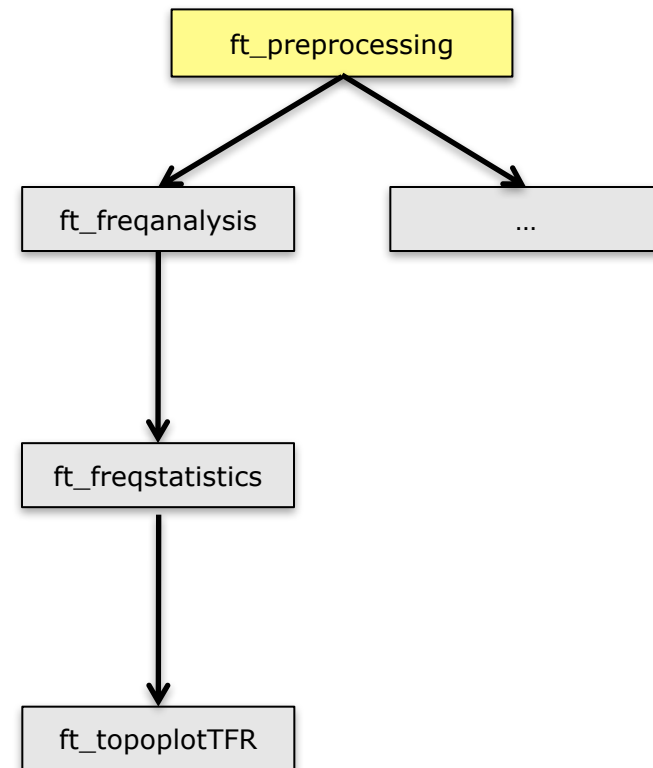 ft_preprocessing
ft_freqanalysis
…
ft_freqstatistics
ft_topoplotTFR